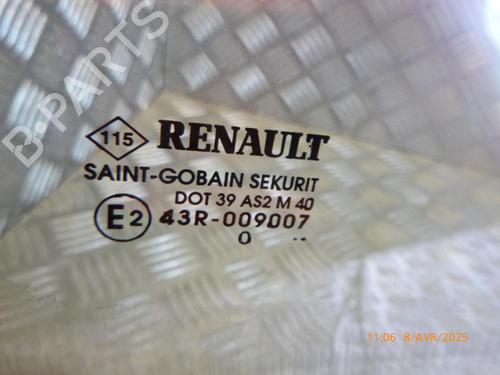 B-PARTS
115 RENAULT
SAINT-GOBAIN SEKURIT
DOT 39 AS2 M 40
E2 43R-009007
0 ..
11:06 8/AVR/2025